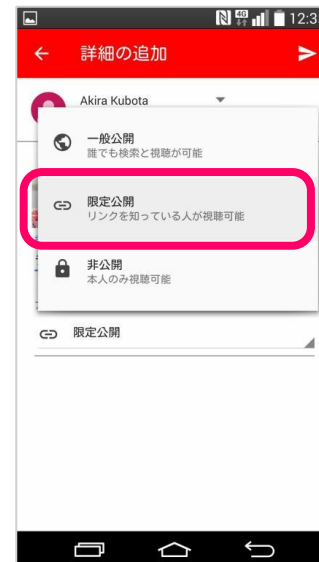 4G 12:3
詳細の追加
Akira Kubota
一般公開
誰でも検索と視聴が可能
限定公開
リンクを知っている人が視聴可能
非公開
本人のみ視聴可能
限定公開